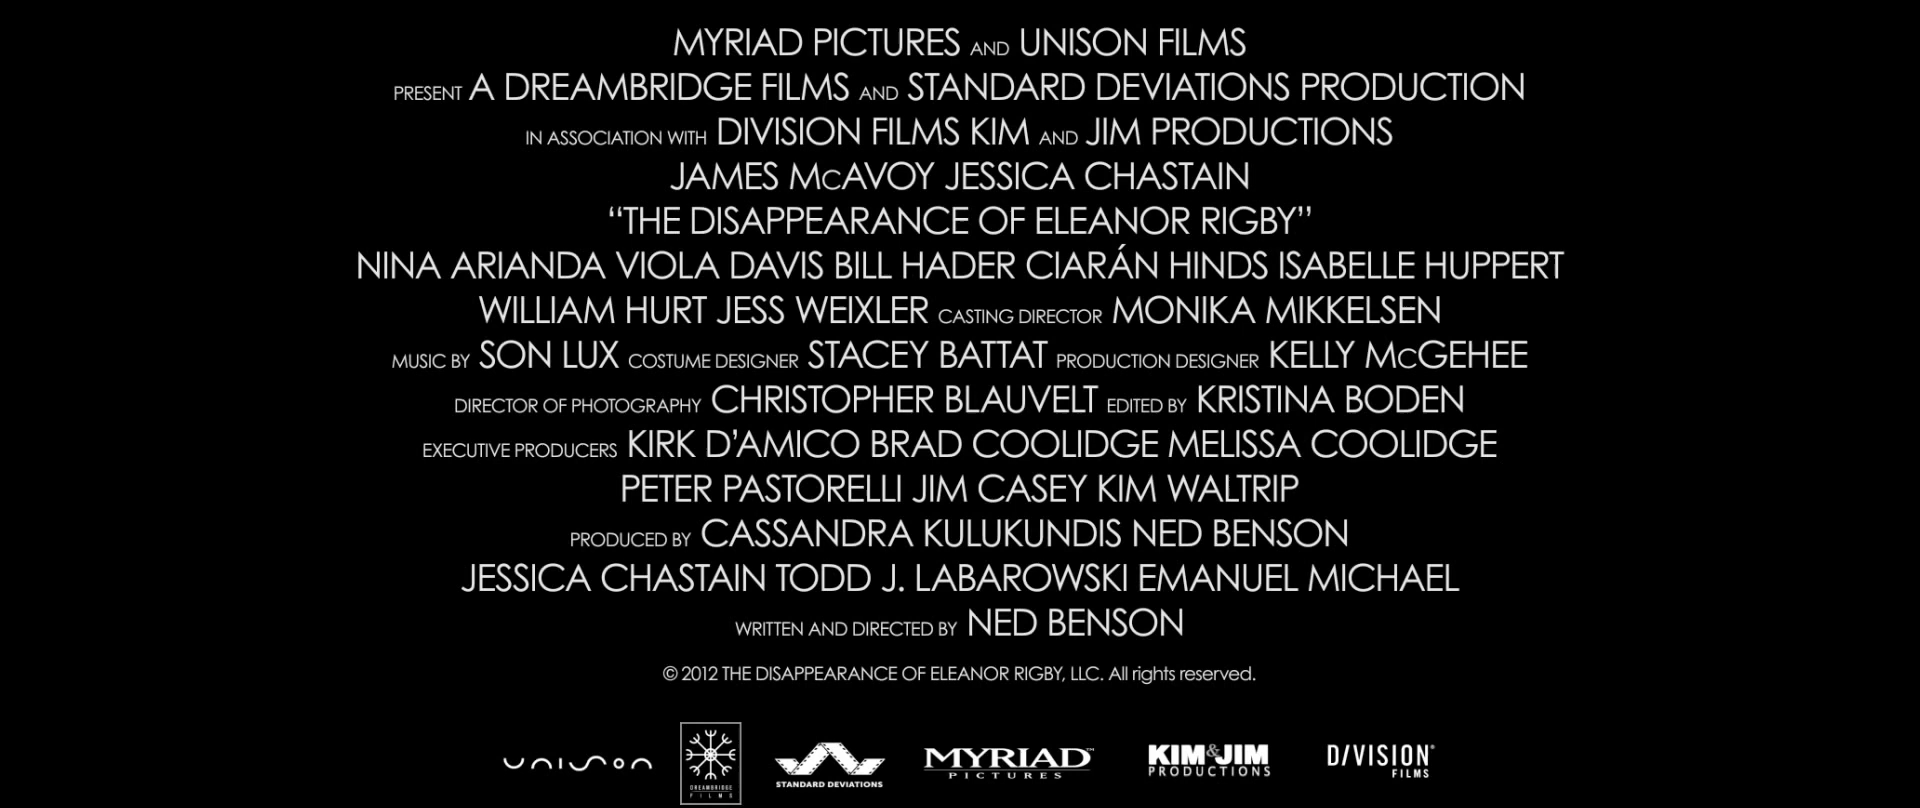 MYRIAD PICTURES AND UNISON FILMS
PRESENT A DREAMBRIDGE FILMS AND STANDARD DEVIATIONS PRODUCTION
IN ASSOCIATION WITH DIVISION FILMS KIM AND JIM PRODUCTIONS
JAMES McAVOY JESSICA CHASTAIN
“THE DISAPPEARANCE OF ELEANOR RIGBY”
NINA ARIANDA VIOLA DAVIS BILL HADER CIARÁN HINDS ISABELLE HUPPERT
WILLIAM HURT JESS WEIXLER CASTING DIRECTOR MONIKA MIKKELSEN
MUSIC BY SON LUX COSTUME DESIGNER STACEY BATTAT PRODUCTION DESIGNER KELLY McGEHEE
DIRECTOR OF PHOTOGRAPHY CHRISTOPHER BLAUVELT EDITED BY KRISTINA BODEN
EXECUTIVE PRODUCERS KIRK D’AMICO BRAD COOLIDGE MELISSA COOLIDGE
PETER PASTORELLI JIM CASEY KIM WALTRIP
PRODUCED BY CASSANDRA KULUKUNDIS NED BENSON
JESSICA CHASTAIN TODD J. LABAROWSKI EMANUEL MICHAEL
WRITTEN AND DIRECTED BY NED BENSON
© 2012 THE DISAPPEARANCE OF ELEANOR RIGBY, LLC. All rights reserved.
unison
DREAMBRIDGE
FILMS
STANDARD DEVIATIONS
MYRIAD™
PICTURES
KIM&JIM
PRODUCTIONS
D/VISION®
FILMS